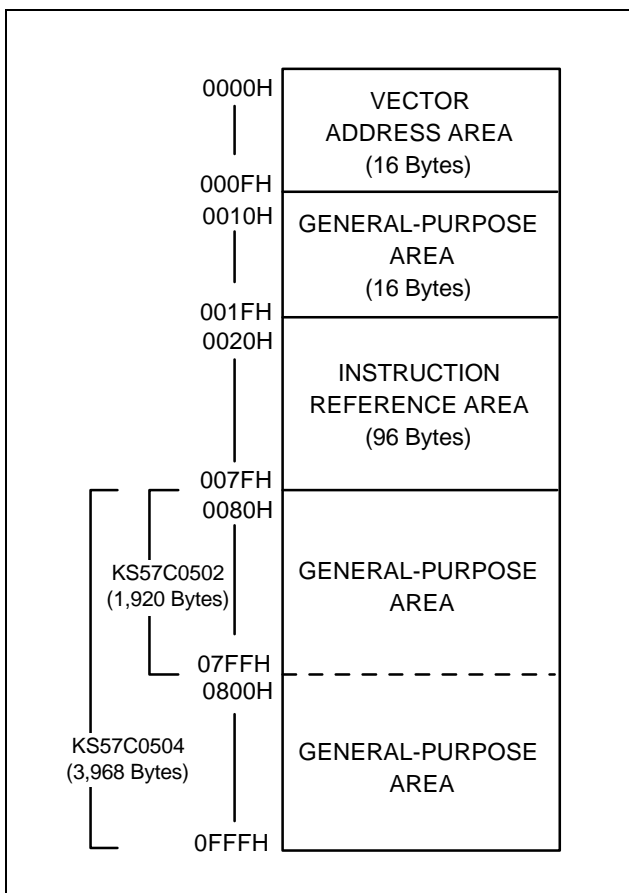 0000H
VECTOR
ADDRESS AREA
(16 Bytes)
000FH
0010H
GENERAL-PURPOSE
AREA
(16 Bytes)
001FH
0020H
INSTRUCTION
REFERENCE AREA
(96 Bytes)
007FH
0080H
KS57C0502
(1,920 Bytes)
GENERAL-PURPOSE
AREA
07FFH
0800H
KS57C0504
(3,968 Bytes)
GENERAL-PURPOSE
AREA
0FFFH